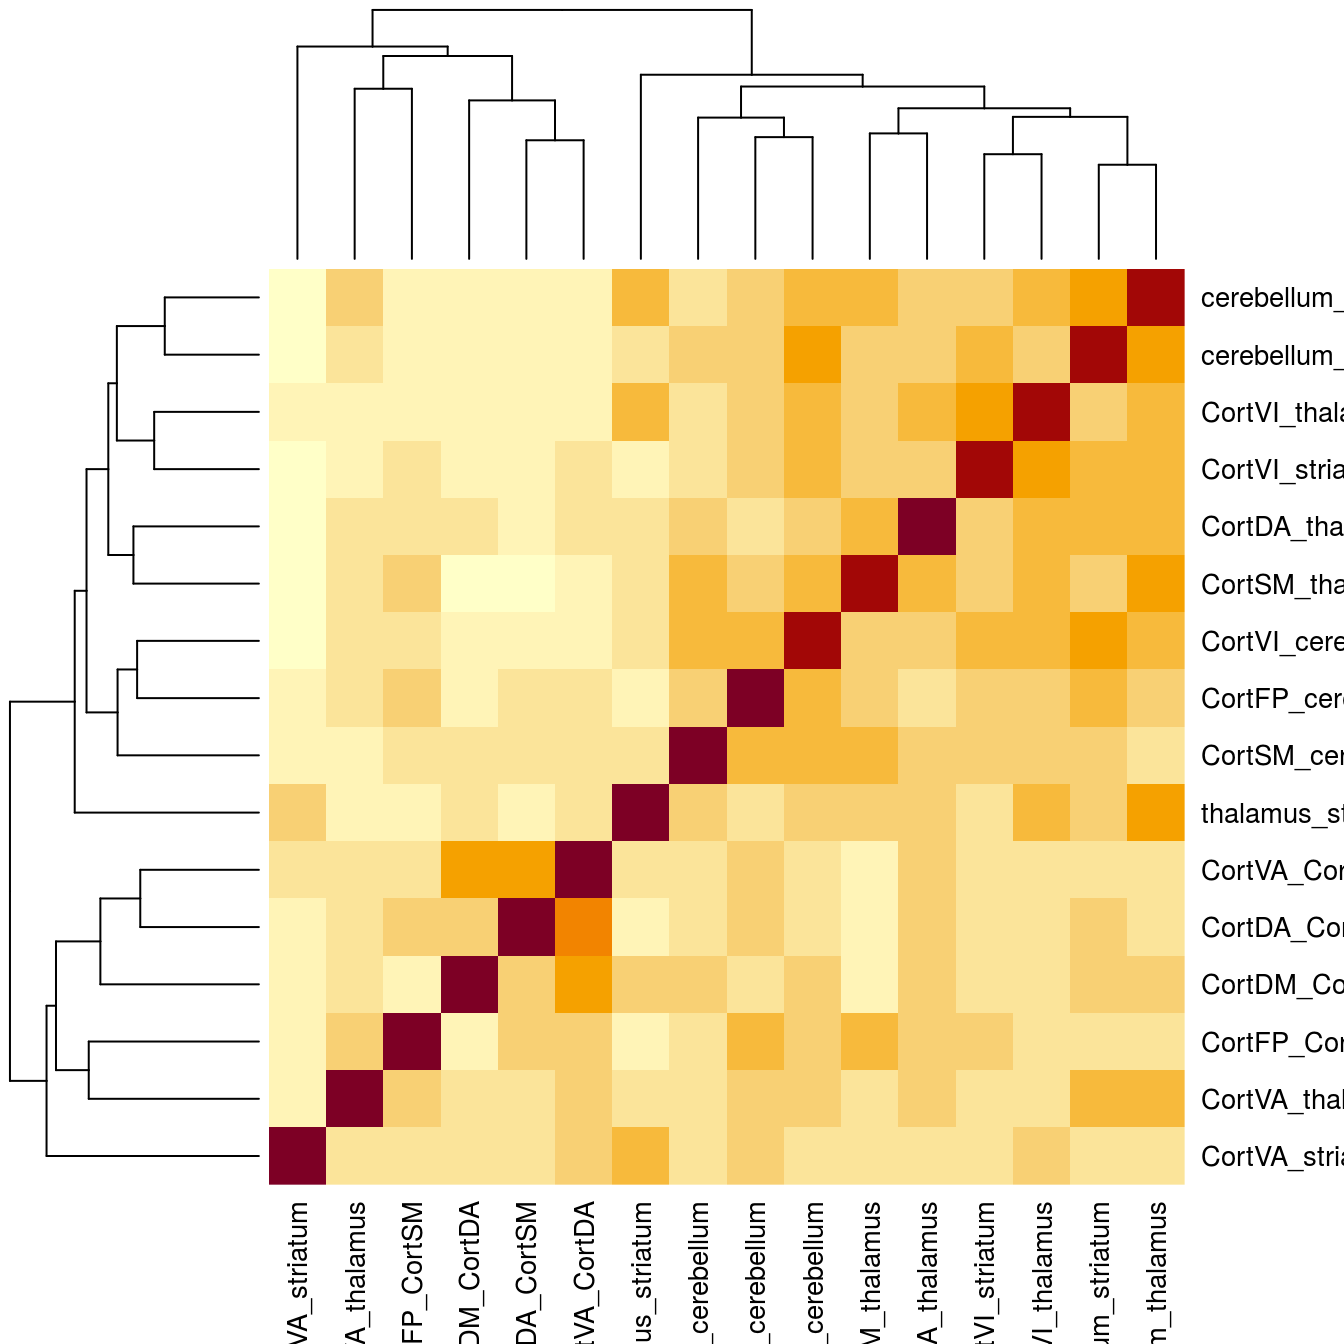 cerebellum_
cerebellum_
CortVI_thala
CortVI_stria
CortDA_tha
CortSM_tha
CortVI_cere
CortFP_cere
CortSM_cer
thalamus_st
CortVA_Cor
CortDA_Cor
CortDM_Co
CortFP_Cor
CortVA_thal
CortVA_stria
VA_striatum
A_thalamus
FP_CortSM
DM_CortDA
DA_CortSM
tVA_CortDA
us_striatum
_cerebellum
_cerebellum
_cerebellum
M_thalamus
A_thalamus
tVI_striatum
VI_thalamus
um_striatum
m_thalamus